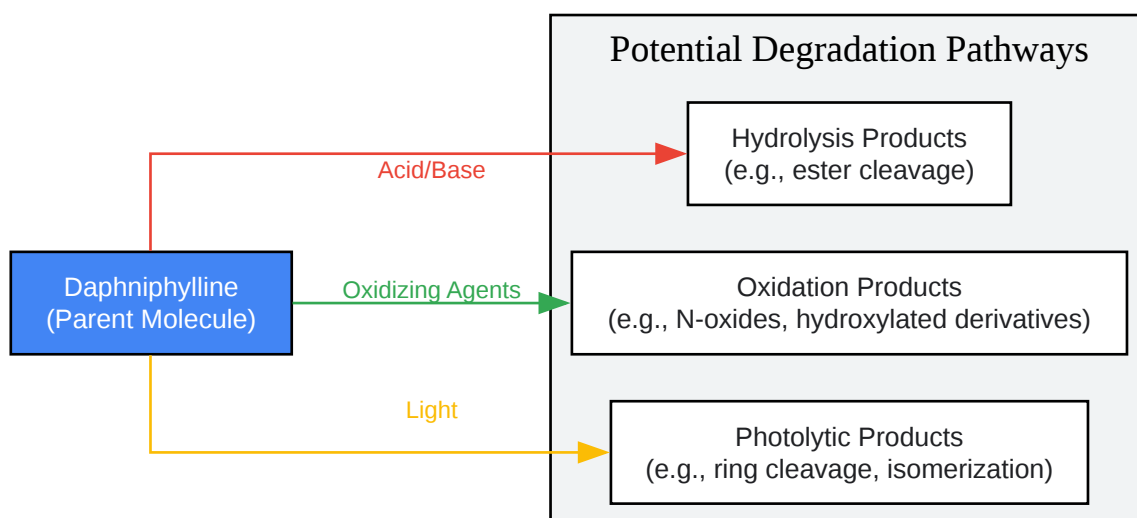 Potential Degradation Pathways
Hydrolysis Products
(e.g., ester cleavage)
Acid/Base
Daphniphylline
(Parent Molecule)
Oxidizing Agents
Oxidation Products
(e.g., N-oxides, hydroxylated derivatives)
Light
Photolytic Products
(e.g., ring cleavage, isomerization)